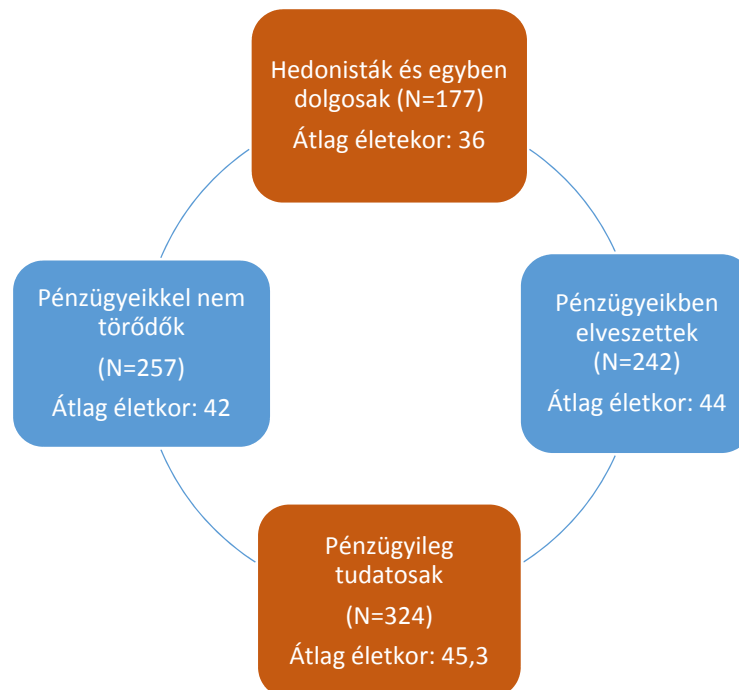 Hedonisták és egyben
dolgosak (N=177)
Átlag életekor: 36
Pénzügyeikkel nem
törődők
(N=257)
Átlag életkor: 42
Pénzügyeikben
elveszettek
(N=242)
Átlag életkor: 44
Pénzügyileg
tudatosak
(N=324)
Átlag életkor: 45,3